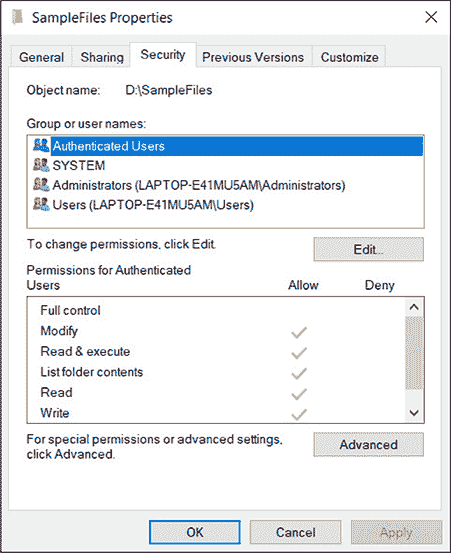 SampleFiles Properties
General Sharing Security Previous Versions Customize
Object name: D:\SampleFiles
Group or user names:
Authenticated Users
SYSTEM
Administrators (LAPTOP-E41MU5AM\Administrators)
Users (LAPTOP-E41MU5AM\Users)
To change permissions, click Edit.
Edit...
Permissions for Authenticated
Users Allow Deny
Full control
Modify
Read & execute
List folder contents
Read
Write
For special permissions or advanced settings,
click Advanced.
Advanced
OK Cancel Apply